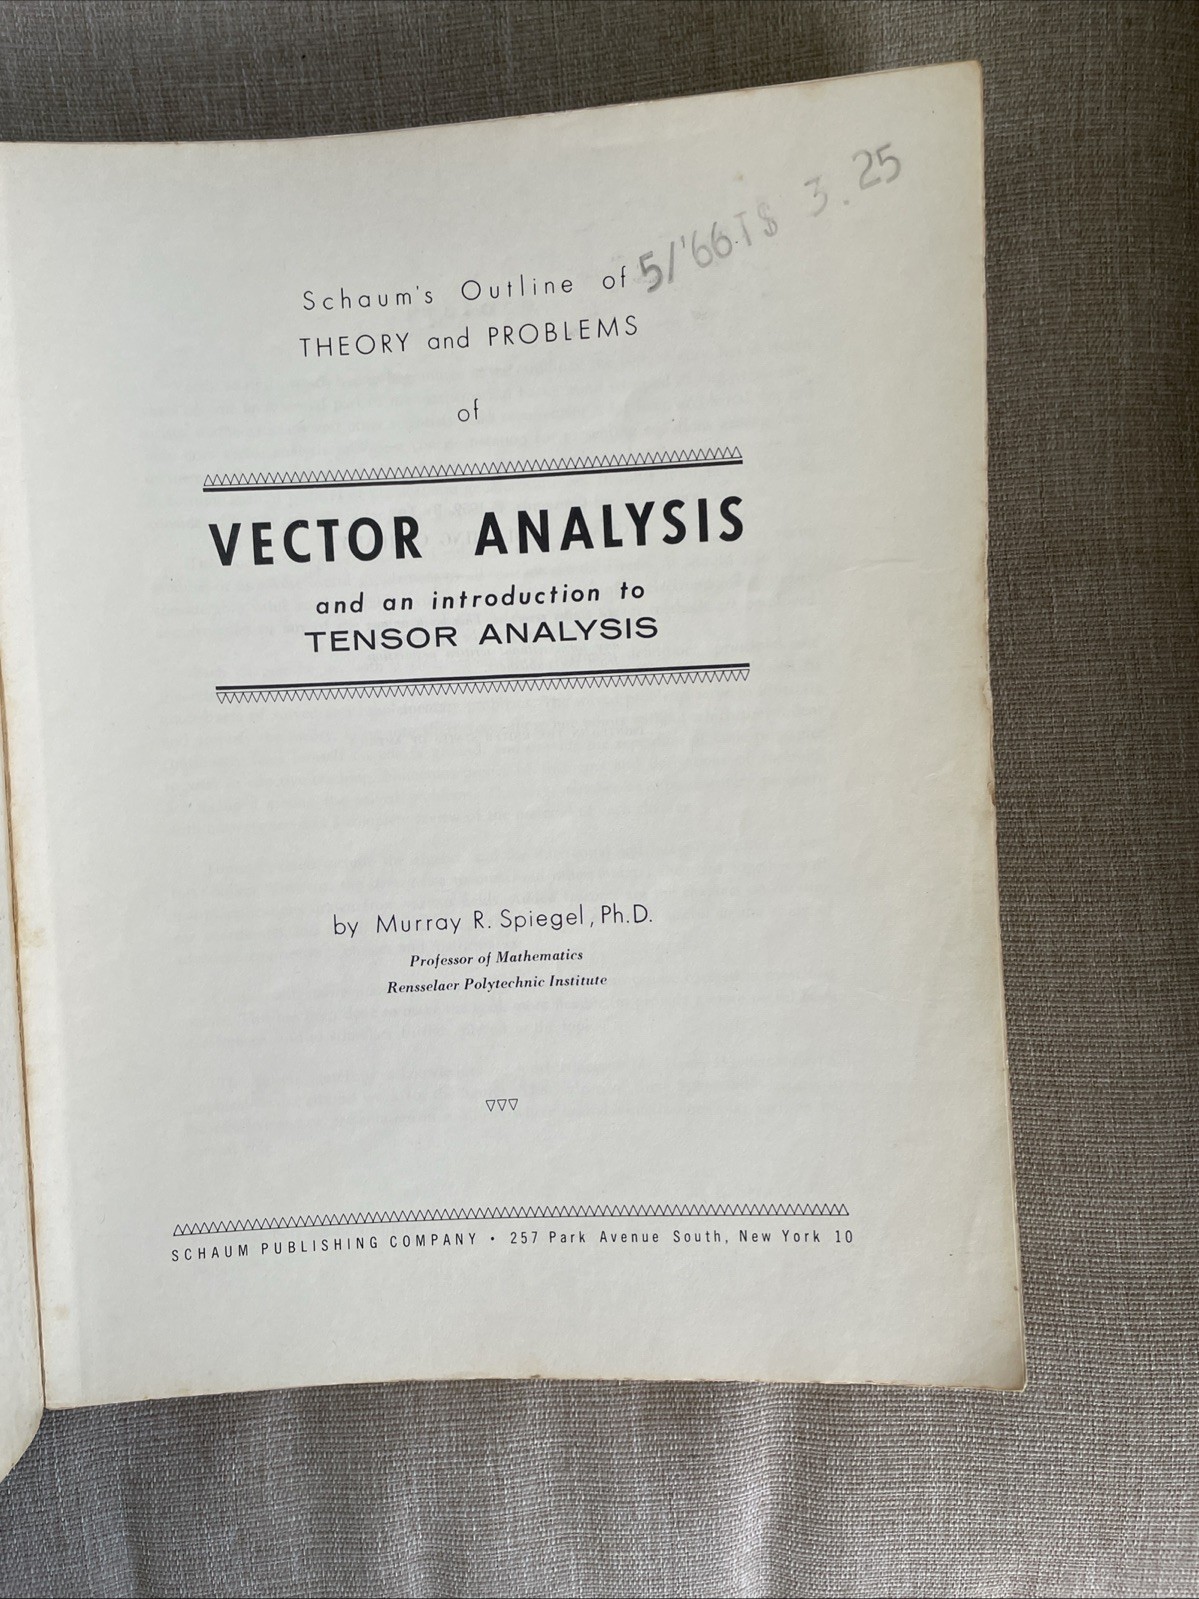 5/'66 T$ 3.25
Schaum's Outline of
THEORY and PROBLEMS
of
VECTOR ANALYSIS
and an introduction to
TENSOR ANALYSIS
by Murray R. Spiegel, Ph.D.
Professor of Mathematics
Rensselaer Polytechnic Institute
SCHAUM PUBLISHING COMPANY • 257 Park Avenue South, New York 10